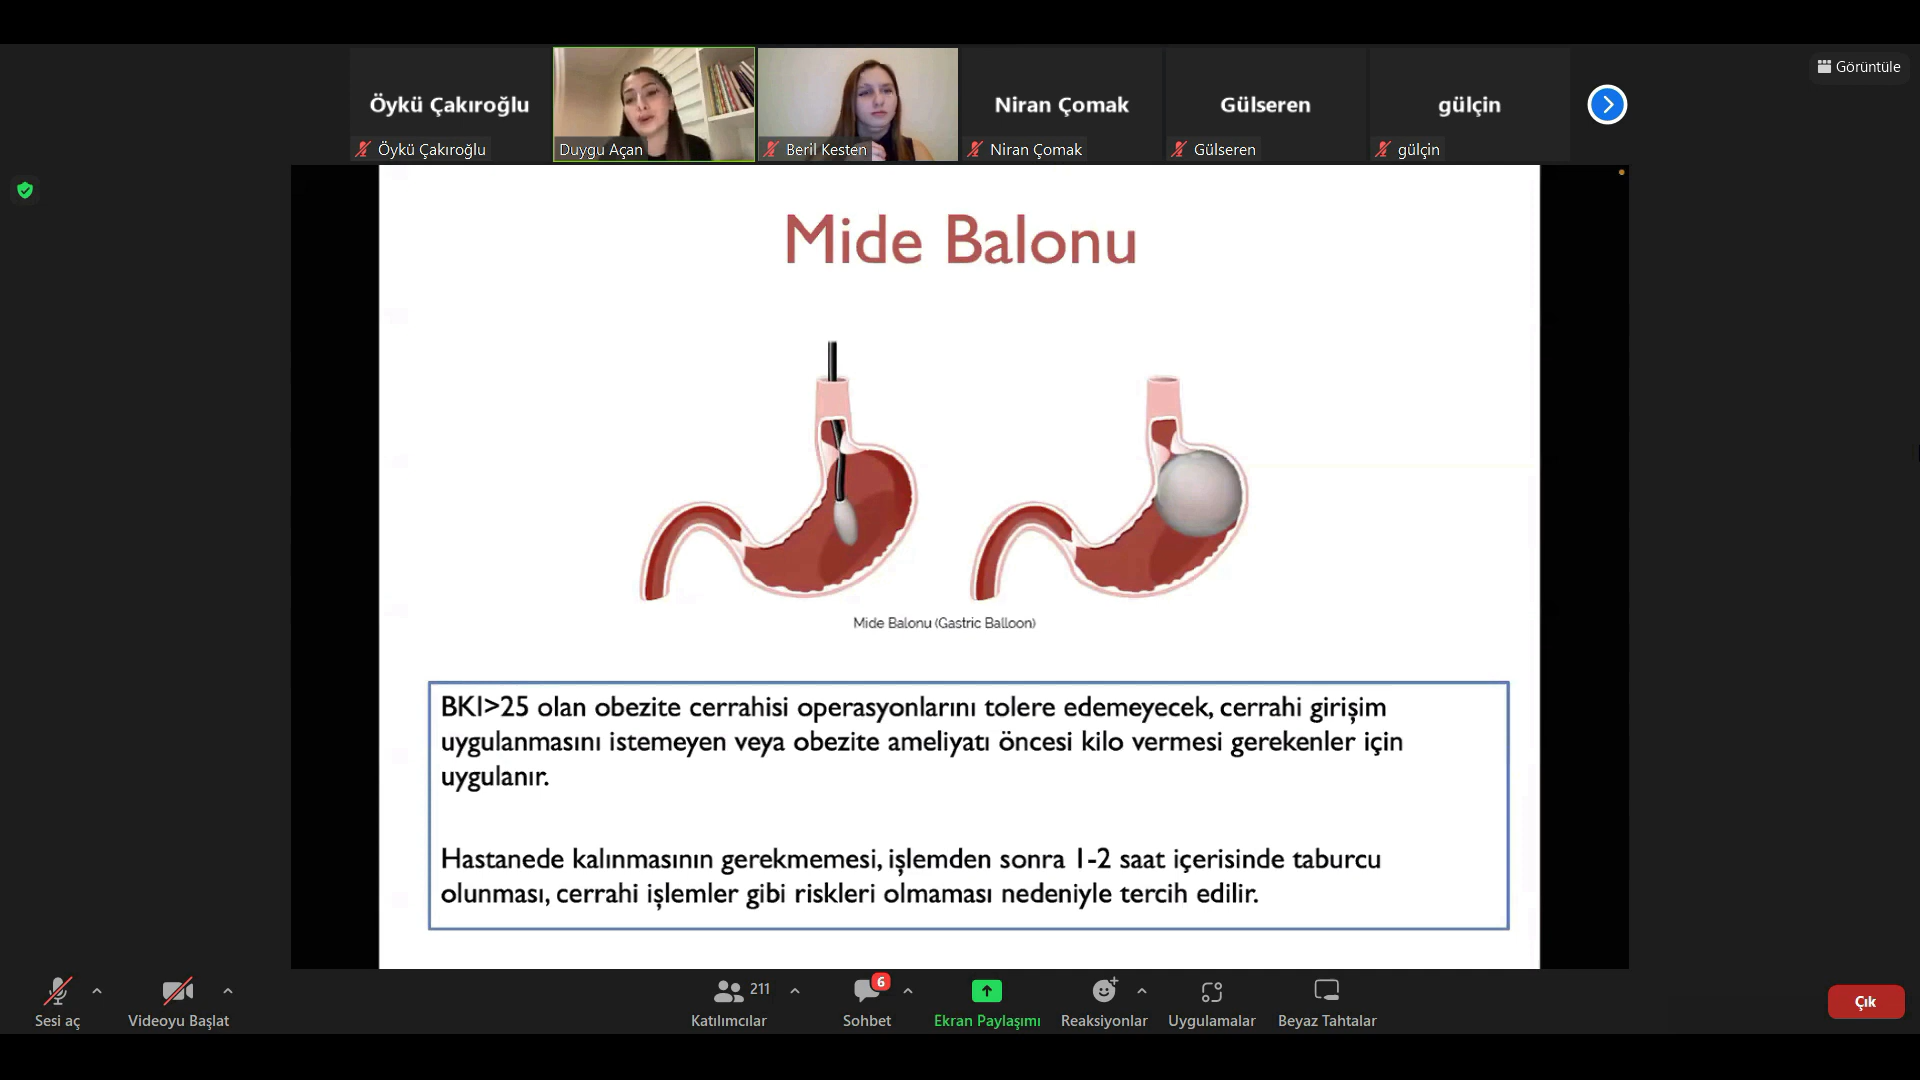 Öykü Çakıroğlu
Niran Çomak
Gülseren
gülçin
Görüntüle
Öykü Çakıroğlu
Duygu Açan
Beril Kesten
Niran Çomak
Gülseren
gülçin
Mide Balonu
Mide Balonu (Gastric Balloon)
BKI>25 olan obezite cerrahisi operasyonlarını tolere edemeyecek, cerrahi girişim
uygulanmasını istemeyen veya obezite ameliyatı öncesi kilo vermesi gerekenler için
uygulanır.
Hastanede kalınmasının gerekmemesi, işlemden sonra 1-2 saat içerisinde taburcu
olunması, cerrahi işlemler gibi riskleri olmaması nedeniyle tercih edilir.
211
6
Sesi aç
Videoyu Başlat
Katılımcılar
Sohbet
Ekran Paylaşımı
Reaksiyonlar
Uygulamalar
Beyaz Tahtalar
Çık